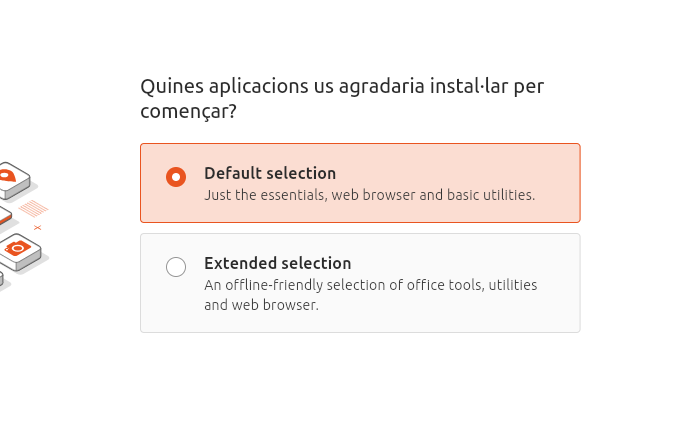 Quines aplicacions us agradaria instal·lar per
començar?
Default selection
Just the essentials, web browser and basic utilities.
Extended selection
An offline-friendly selection of office tools, utilities
and web browser.